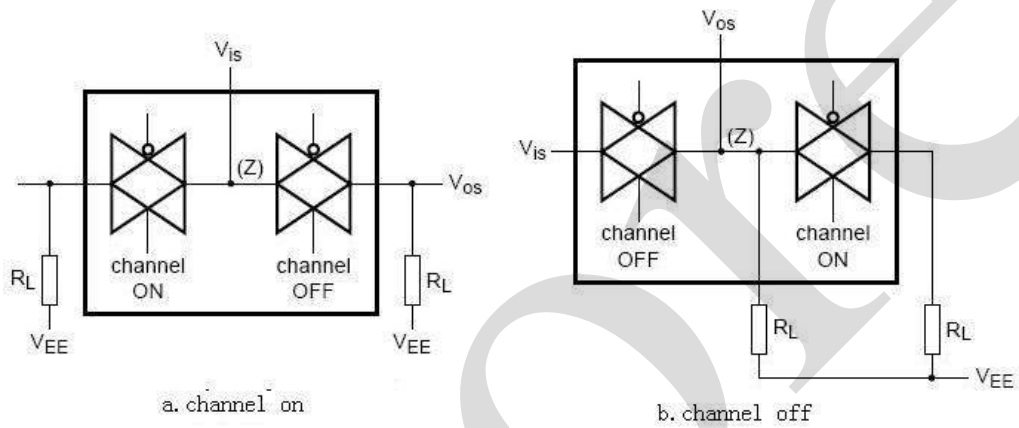 Vis
(Z)
Vos
channel
ON
channel
OFF
RL
RL
VEE
VEE
a. channel on
Vos
Vis
(Z)
channel
OFF
channel
ON
RL
RL
VEE
b. channel off